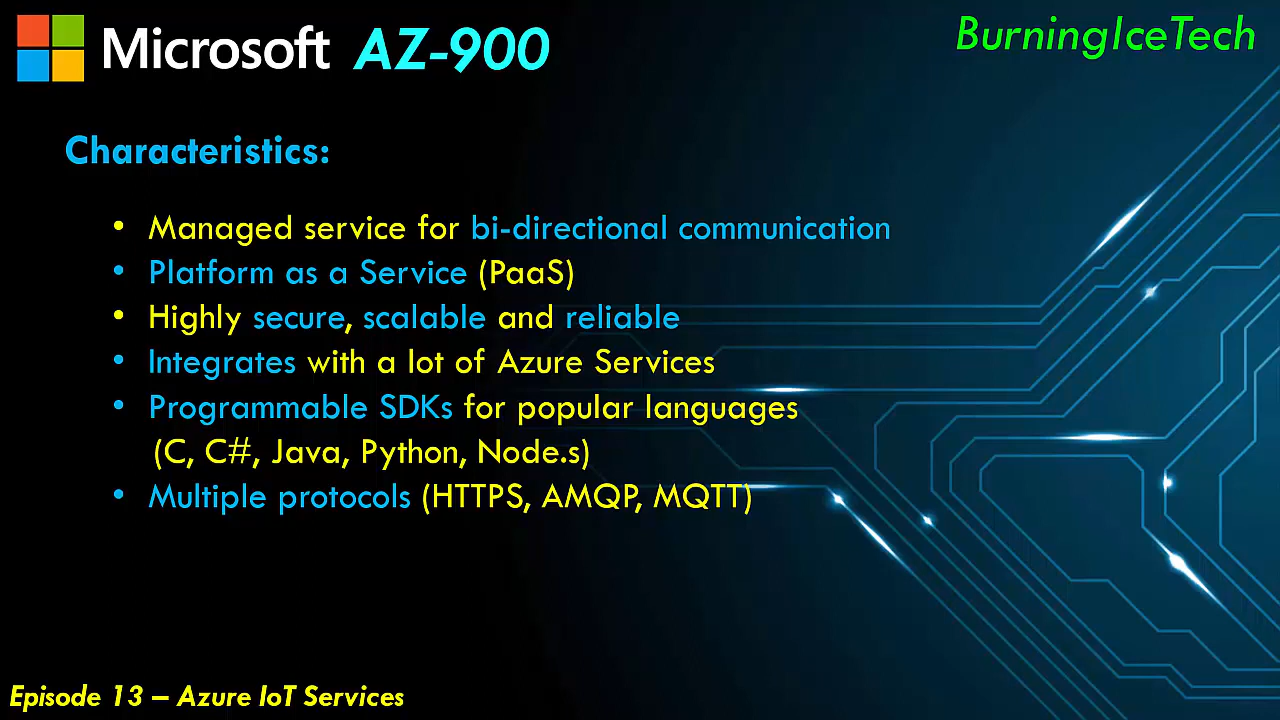 Microsoft AZ-900
BurningIceTech
Characteristics:
• Managed service for bi-directional communication
• Platform as a Service (PaaS)
• Highly secure, scalable and reliable
• Integrates with a lot of Azure Services
• Programmable SDKs for popular languages
(C, C#, Java, Python, Node.s)
• Multiple protocols (HTTPS, AMQP, MQTT)
Episode 13 – Azure IoT Services